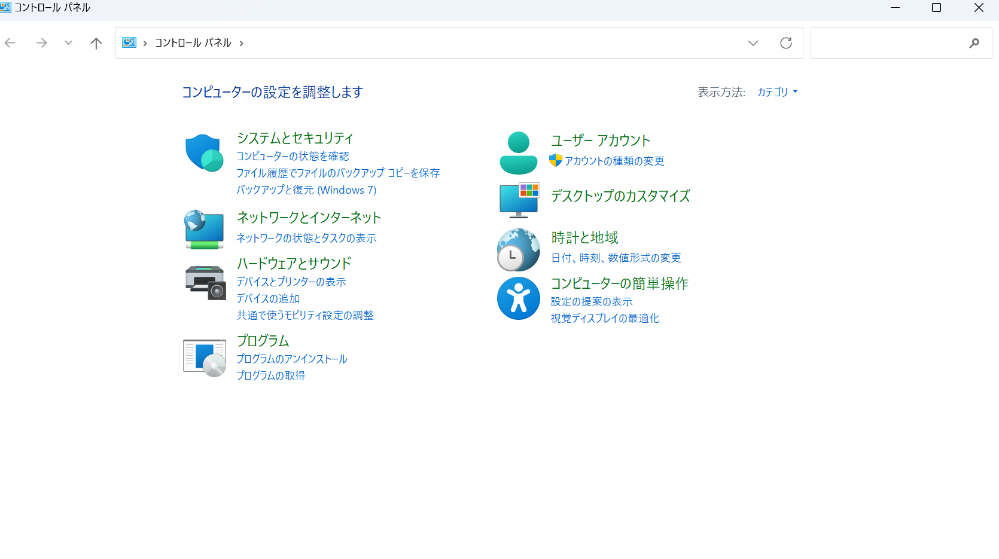 コントロール パネル
コントロール パネル
コンピューターの設定を調整します
表示方法: カテゴリ
システムとセキュリティ
コンピューターの状態を確認
ファイル履歴でファイルのバックアップ コピーを保存
バックアップと復元 (Windows 7)
ネットワークとインターネット
ネットワークの状態とタスクの表示
ハードウェアとサウンド
デバイスとプリンターの表示
デバイスの追加
共通で使うモビリティ設定の調整
プログラム
プログラムのアンインストール
プログラムの取得
ユーザー アカウント
アカウントの種類の変更
デスクトップのカスタマイズ
時計と地域
日付、時刻、数値形式の変更
コンピューターの簡単操作
設定の提案の表示
視覚ディスプレイの最適化